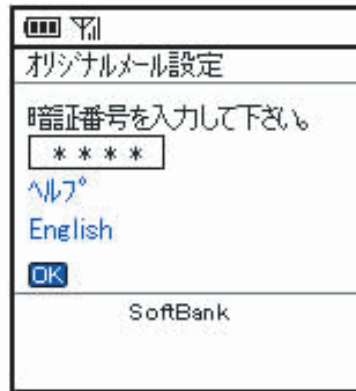 オリジナルメール設定
暗証番号を入力して下さい。
＊＊＊＊
ヘルプ
English
OK
SoftBank